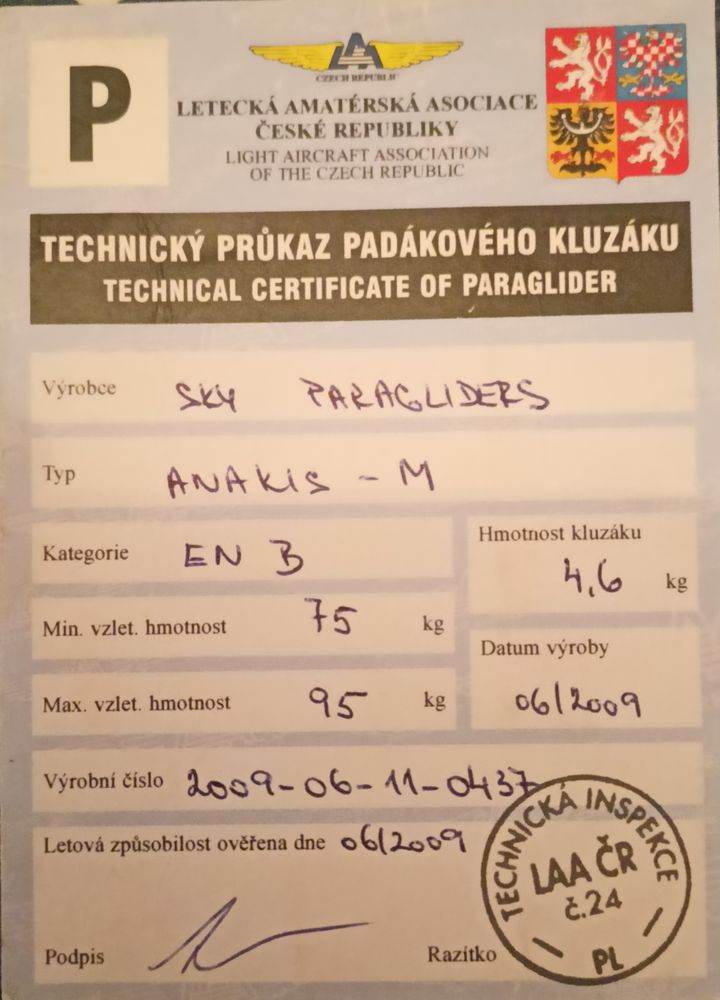 P
CZECH REPUBLIC
LETECKÁ AMATÉRSKÁ ASOCIACE
ČESKÉ REPUBLIKY
LIGHT AIRCRAFT ASSOCIATION
OF THE CZECH REPUBLIC
TECHNICKÝ PRŮKAZ PADÁKOVÉHO KLUZÁKU
TECHNICAL CERTIFICATE OF PARAGLIDER
Výrobce SKY PARAGLIDERS
Typ ANAKIS - M
Kategorie EN B
Hmotnost kluzáku
4,6 kg
Min. vzlet. hmotnost 75 kg
Datum výroby
06/2009
Max. vzlet. hmotnost 95 kg
Výrobní číslo 2009-06-11-0437
Letová způsobilost ověřena dne 06/2009
TECHNICKÁ INSPEKCE
LAA ČR
č.24
PL
Podpis
Razítko